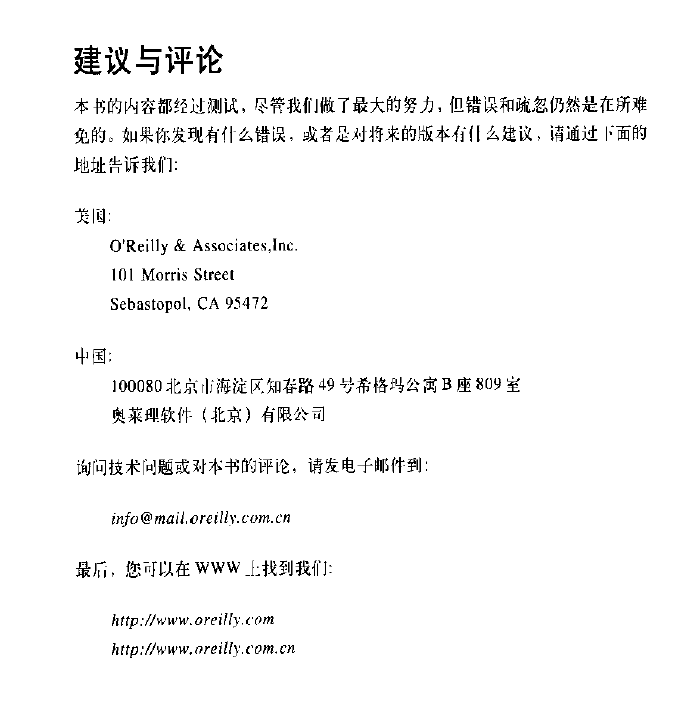 建议与评论
本书的内容都经过测试，尽管我们做了最大的努力，但错误和疏忽仍然是在所难
免的。如果你发现有什么错误，或者是对将来的版本有什么建议，请通过下面的
地址告诉我们：
美国：
O'Reilly & Associates,Inc.
101 Morris Street
Sebastopol, CA 95472
中国：
100080 北京市海淀区知春路 49 号希格玛公寓 B 座 809 室
奥莱理软件（北京）有限公司
询问技术问题或对本书的评论，请发电子邮件到：
info@mail.oreilly.com.cn
最后，您可以在 WWW 上找到我们：
http://www.oreilly.com
http://www.oreilly.com.cn